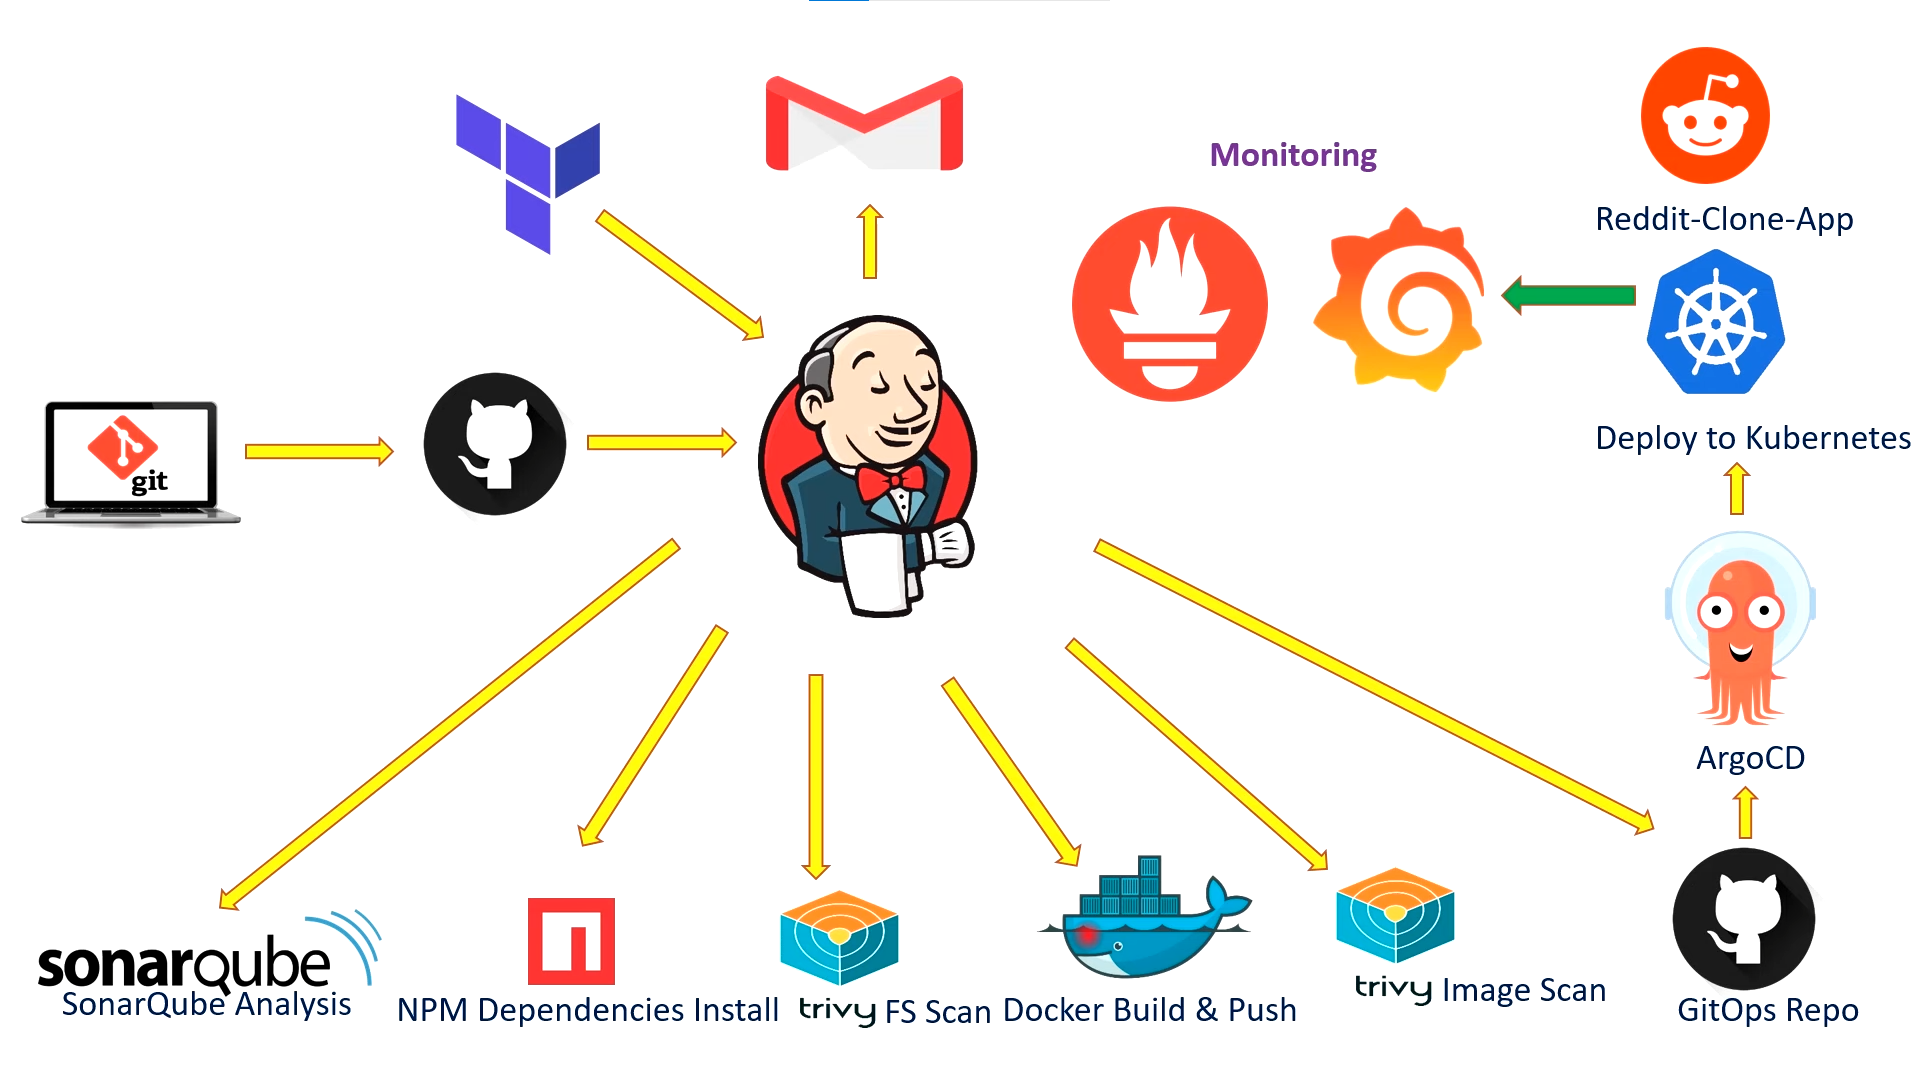 Monitoring
Reddit-Clone-App
git
Deploy to Kubernetes
ArgoCD
sonarqube
SonarQube Analysis
NPM Dependencies Install
trivy FS Scan
Docker Build & Push
trivy Image Scan
GitOps Repo